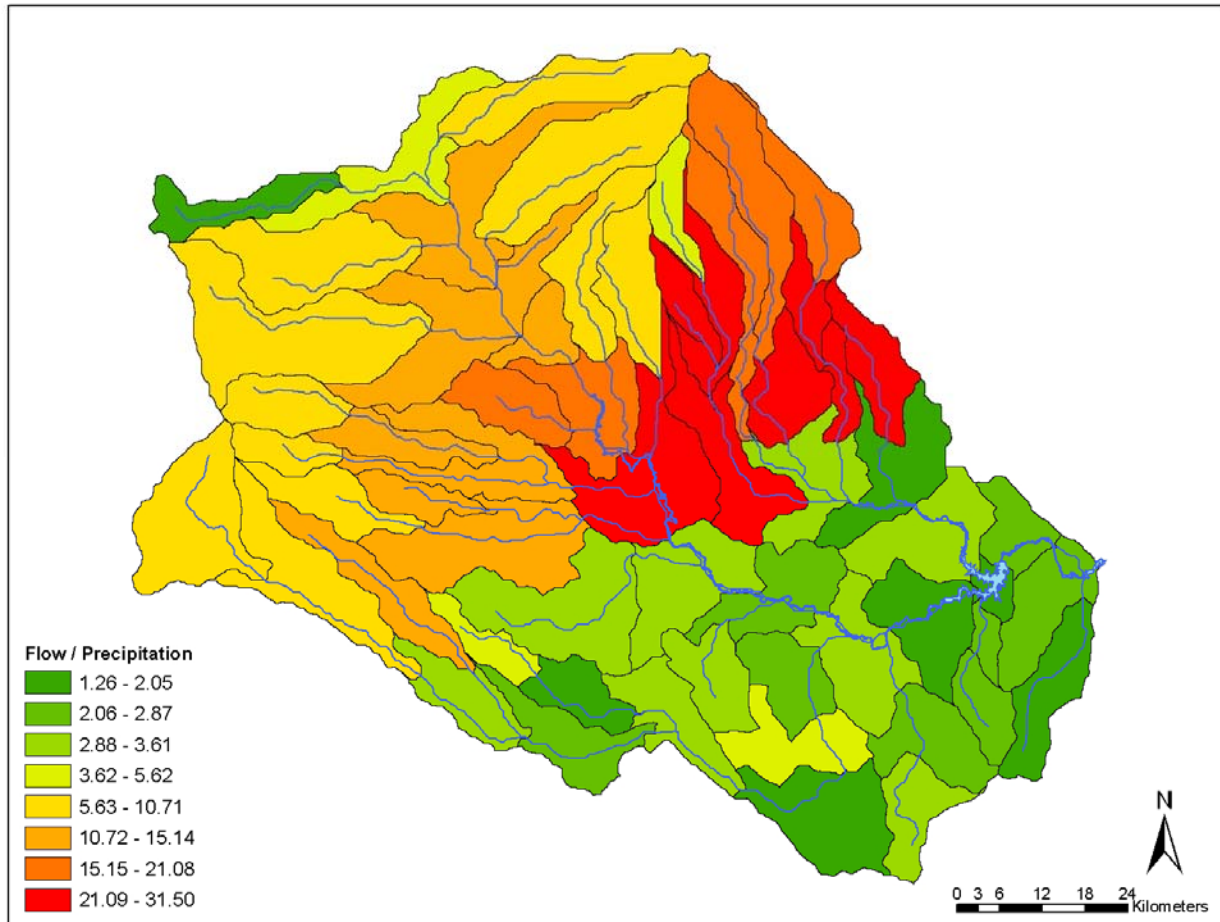 Flow / Precipitation
1.26 - 2.05
2.06 - 2.87
2.88 - 3.61
3.62 - 5.62
5.63 - 10.71
10.72 - 15.14
15.15 - 21.08
21.09 - 31.50
N
0 3 6 12 18 24 Kilometers